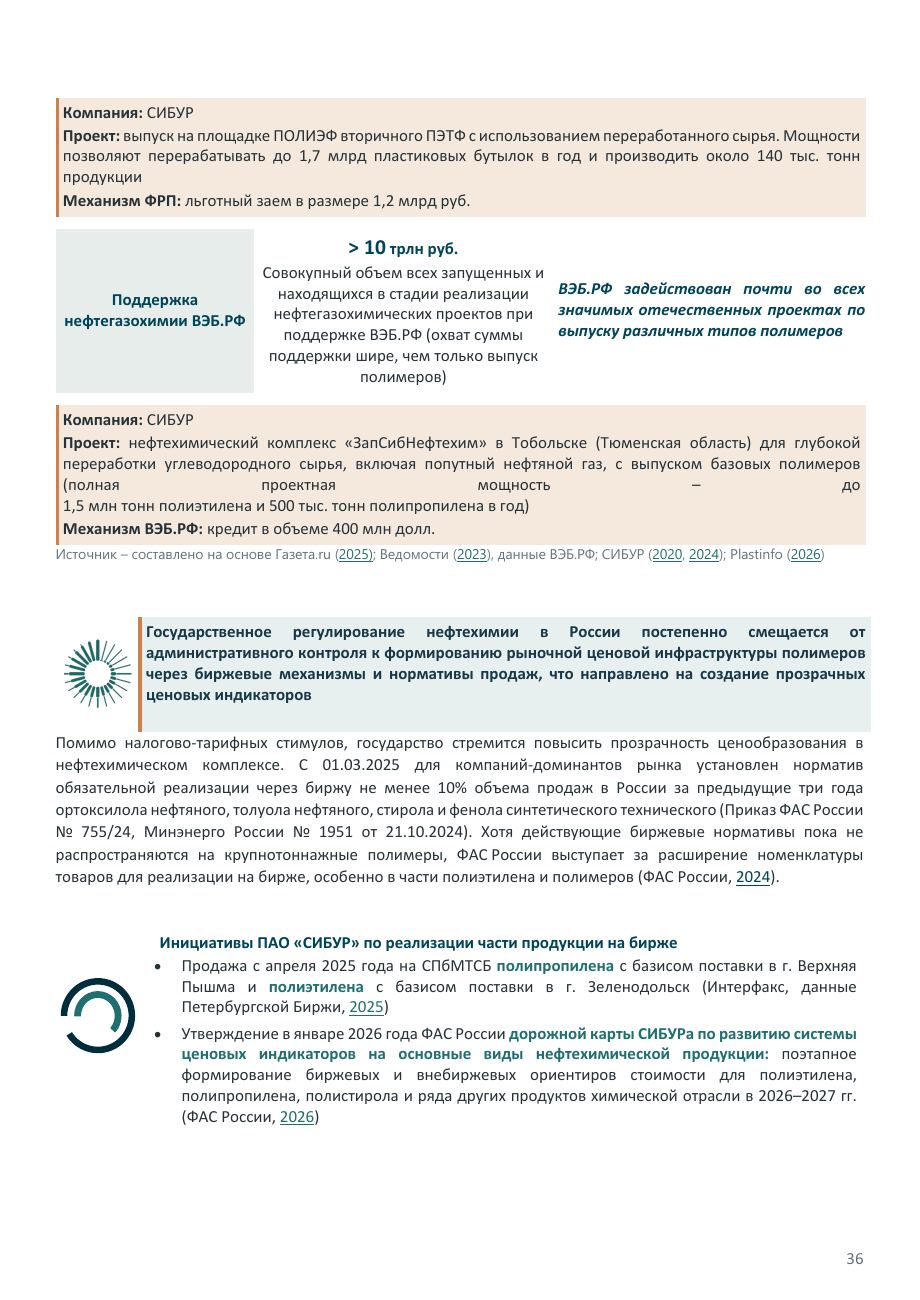 Компания: СИБУР
Проект: выпуск на площадке ПОЛИЭФ вторичного ПЭТФ с использованием переработанного сырья. Мощности
позволяют перерабатывать до 1,7 млрд пластиковых бутылок в год и производить около 140 тыс. тонн
продукции
Механизм ФРП: льготный заем в размере 1,2 млрд руб.
Поддержка
нефтегазохимии ВЭБ.РФ
> 10 трлн руб.
Совокупный объем всех запущенных и
находящихся в стадии реализации
нефтегазохимических проектов при
поддержке ВЭБ.РФ (охват суммы
поддержки шире, чем только выпуск
полимеров)
ВЭБ.РФ задействован почти во всех
значимых отечественных проектах по
выпуску различных типов полимеров
Компания: СИБУР
Проект: нефтехимический комплекс «ЗапСибНефтехим» в Тобольске (Тюменская область) для глубокой
переработки углеводородного сырья, включая попутный нефтяной газ, с выпуском базовых полимеров
(полная проектная мощность – до
1,5 млн тонн полиэтилена и 500 тыс. тонн полипропилена в год)
Механизм ВЭБ.РФ: кредит в объеме 400 млн долл.
Источник – составлено на основе Газета.ru (2025); Ведомости (2023), данные ВЭБ.РФ; СИБУР (2020, 2024); Plastinfo (2026)
Государственное регулирование нефтехимии в России постепенно смещается от
административного контроля к формированию рыночной ценовой инфраструктуры полимеров
через биржевые механизмы и нормативы продаж, что направлено на создание прозрачных
ценовых индикаторов
Помимо налогово-тарифных стимулов, государство стремится повысить прозрачность ценообразования в
нефтехимическом комплексе. С 01.03.2025 для компаний-доминантов рынка установлен норматив
обязательной реализации через биржу не менее 10% объема продаж в России за предыдущие три года
ортоксилола нефтяного, толуола нефтяного, стирола и фенола синтетического технического (Приказ ФАС России
№ 755/24, Минэнерго России № 1951 от 21.10.2024). Хотя действующие биржевые нормативы пока не
распространяются на крупнотоннажные полимеры, ФАС России выступает за расширение номенклатуры
товаров для реализации на бирже, особенно в части полиэтилена и полимеров (ФАС России, 2024).
Инициативы ПАО «СИБУР» по реализации части продукции на бирже
• Продажа с апреля 2025 года на СПбМТСБ полипропилена с базисом поставки в г. Верхняя
Пышма и полиэтилена с базисом поставки в г. Зеленодольск (Интерфакс, данные
Петербургской Биржи, 2025)
• Утверждение в январе 2026 года ФАС России дорожной карты СИБУРа по развитию системы
ценовых индикаторов на основные виды нефтехимической продукции: поэтапное
формирование биржевых и внебиржевых ориентиров стоимости для полиэтилена,
полипропилена, полистирола и ряда других продуктов химической отрасли в 2026–2027 гг.
(ФАС России, 2026)
36